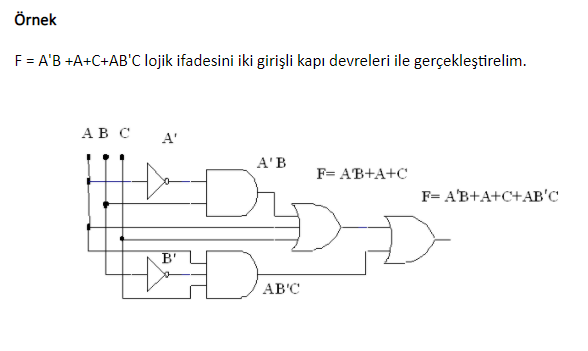 Örnek
F = A'B +A+C+AB'C lojik ifadesini iki girişli kapı devreleri ile gerçekleştirelim.
A B C
A'
A'B
F= A'B+A+C
F= A'B+A+C+AB'C
B'
AB'C